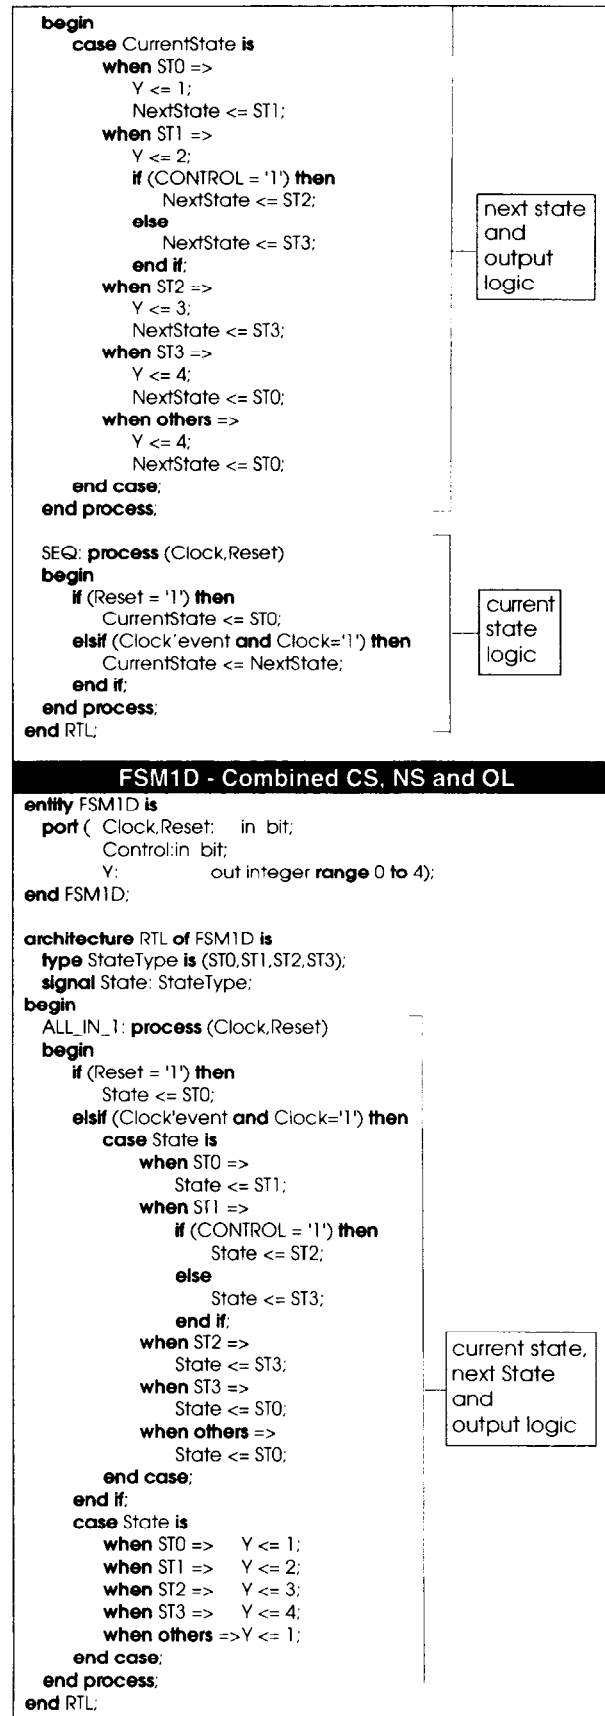 begin
case CurrentState is
when ST0 =>
Y <= 1;
NextState <= ST1;
when ST1 =>
Y <= 2;
if (CONTROL = '1') then
NextState <= ST2;
else
NextState <= ST3;
end if;
when ST2 =>
Y <= 3;
NextState <= ST3;
when ST3 =>
Y <= 4;
NextState <= ST0;
when others =>
Y <= 4;
NextState <= ST0;
end case;
end process;
next state
and
output
logic
SEQ: process (Clock,Reset)
begin
if (Reset = '1') then
CurrentState <= ST0;
elsif (Clock'event and Clock='1') then
CurrentState <= NextState;
end if;
end process;
end RTL;
current
state
logic
FSM1D - Combined CS, NS and OL
entity FSM1D is
port ( Clock,Reset: in bit;
Control:in bit;
Y: out integer range 0 to 4);
end FSM1D;
architecture RTL of FSM1D is
type StateType is (ST0,ST1,ST2,ST3);
signal State: StateType;
begin
ALL_IN_1: process (Clock,Reset)
begin
if (Reset = '1') then
State <= ST0;
elsif (Clock'event and Clock='1') then
case State is
when ST0 =>
State <= ST1;
when ST1 =>
if (CONTROL = '1') then
State <= ST2;
else
State <= ST3;
end if;
when ST2 =>
State <= ST3;
when ST3 =>
State <= ST0;
when others =>
State <= ST0;
end case;
end if;
case State is
when ST0 => Y <= 1;
when ST1 => Y <= 2;
when ST2 => Y <= 3;
when ST3 => Y <= 4;
when others =>Y <= 1;
end case;
end process;
end RTL;
current state,
next State
and
output logic